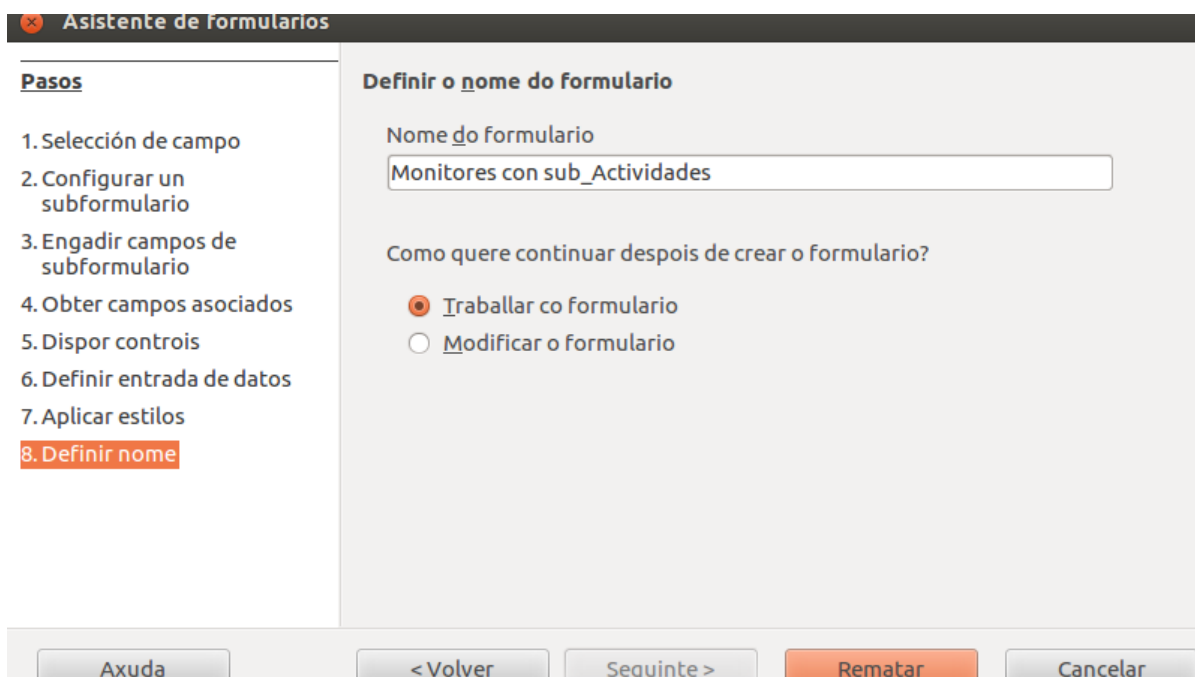 Asistente de formularios
Pasos
1. Selección de campo
2. Configurar un
subformulario
3. Engadir campos de
subformulario
4. Obter campos asociados
5. Dispor controis
6. Definir entrada de datos
7. Aplicar estilos
8. Definir nome
Definir o nome do formulario
Nome do formulario
Monitores con sub_Actividades
Como quere continuar despois de crear o formulario?
Traballar co formulario
Modificar o formulario
Axuda
< Volver
Seguinte >
Rematar
Cancelar